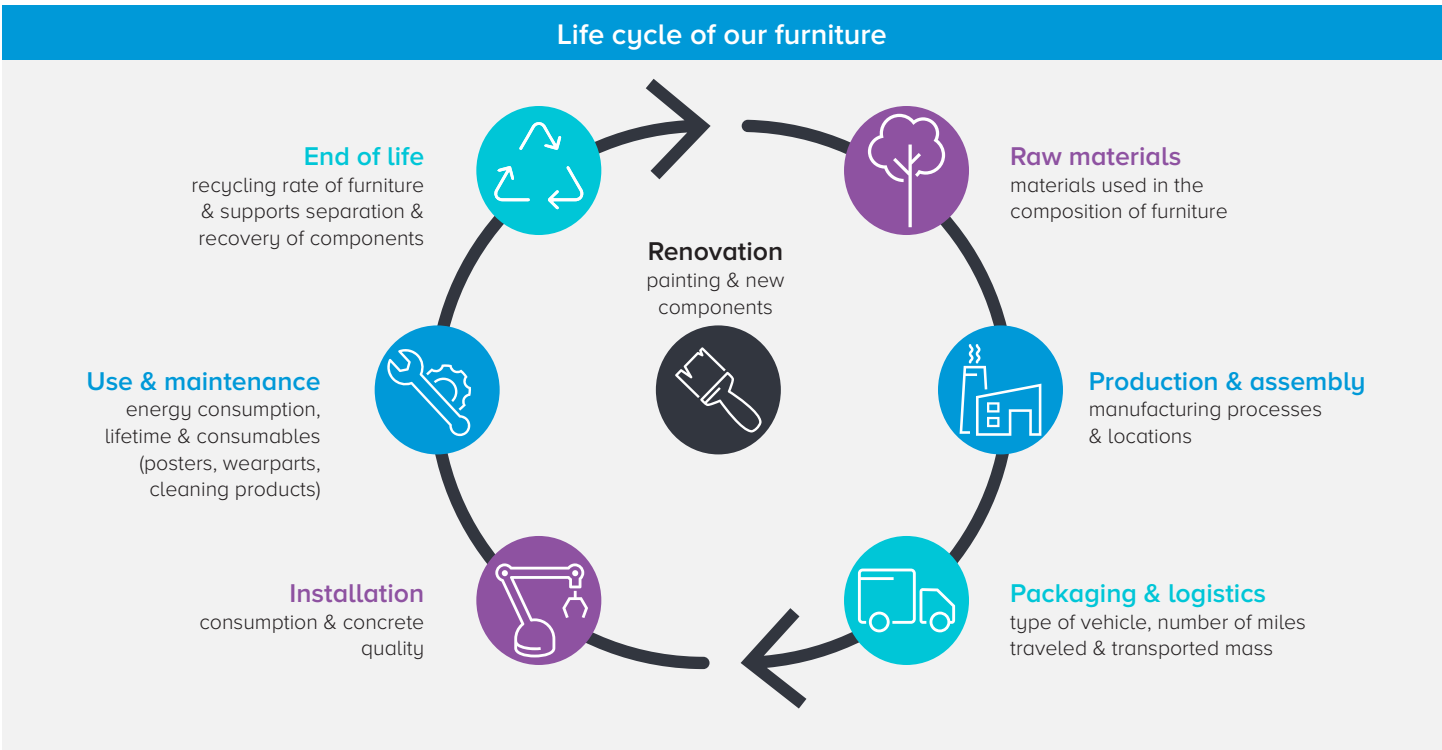 Life cycle of our furniture
End of life
recycling rate of furniture
& supports separation &
recovery of components
Raw materials
materials used in the
composition of furniture
Renovation
painting & new
components
Use & maintenance
energy consumption,
lifetime & consumables
(posters, wearparts,
cleaning products)
Production & assembly
manufacturing processes
& locations
Installation
consumption & concrete
quality
Packaging & logistics
type of vehicle, number of miles
traveled & transported mass